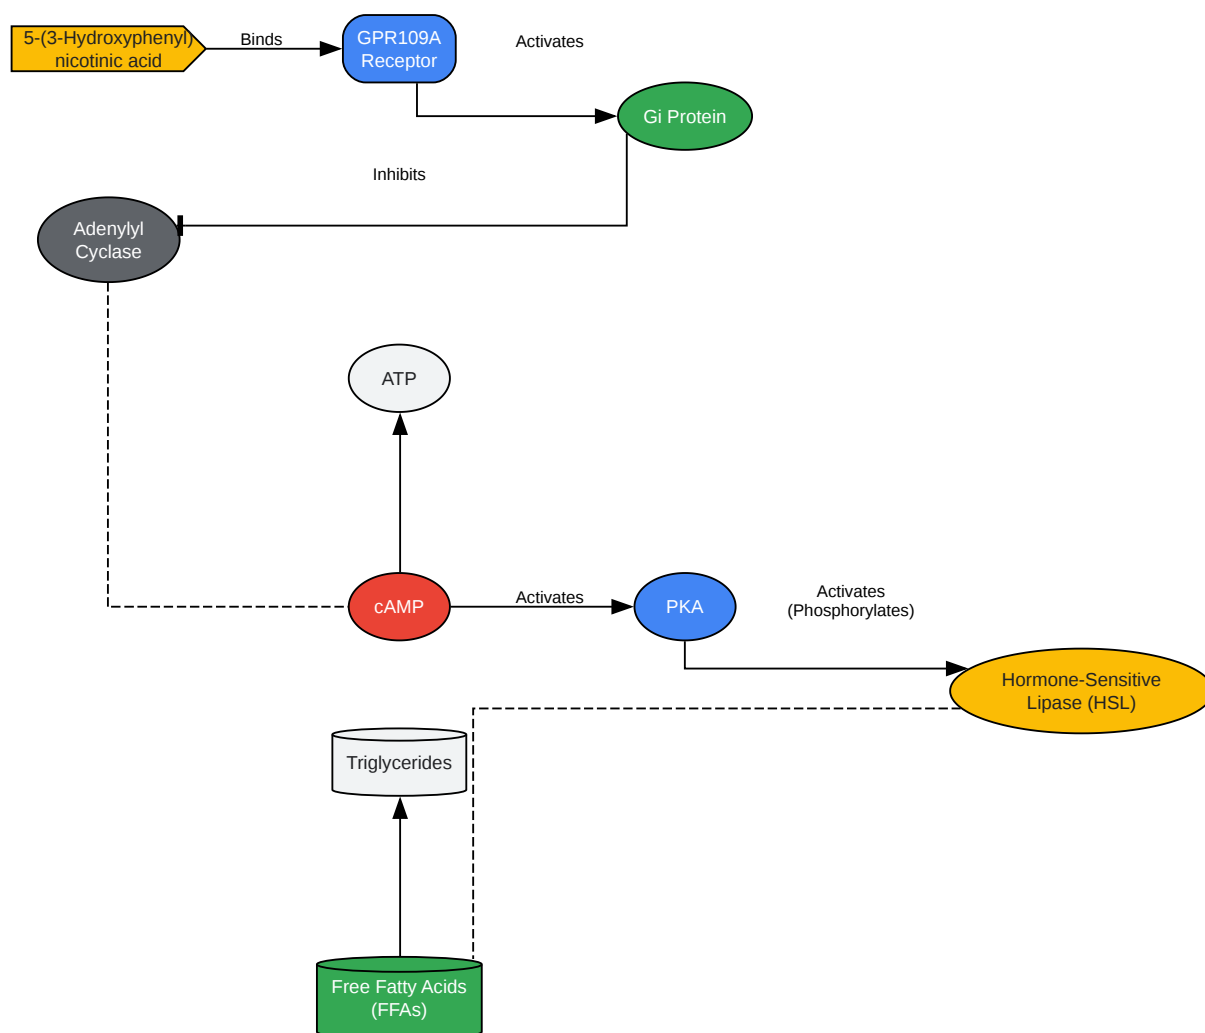 5-(3-Hydroxyphenyl)
nicotinic acid
Binds
GPR109A
Receptor
Activates
Gi Protein
Inhibits
Adenylyl
Cyclase
ATP
cAMP
Activates
PKA
Activates
(Phosphorylates)
Hormone-Sensitive
Lipase (HSL)
Triglycerides
Free Fatty Acids
(FFAs)